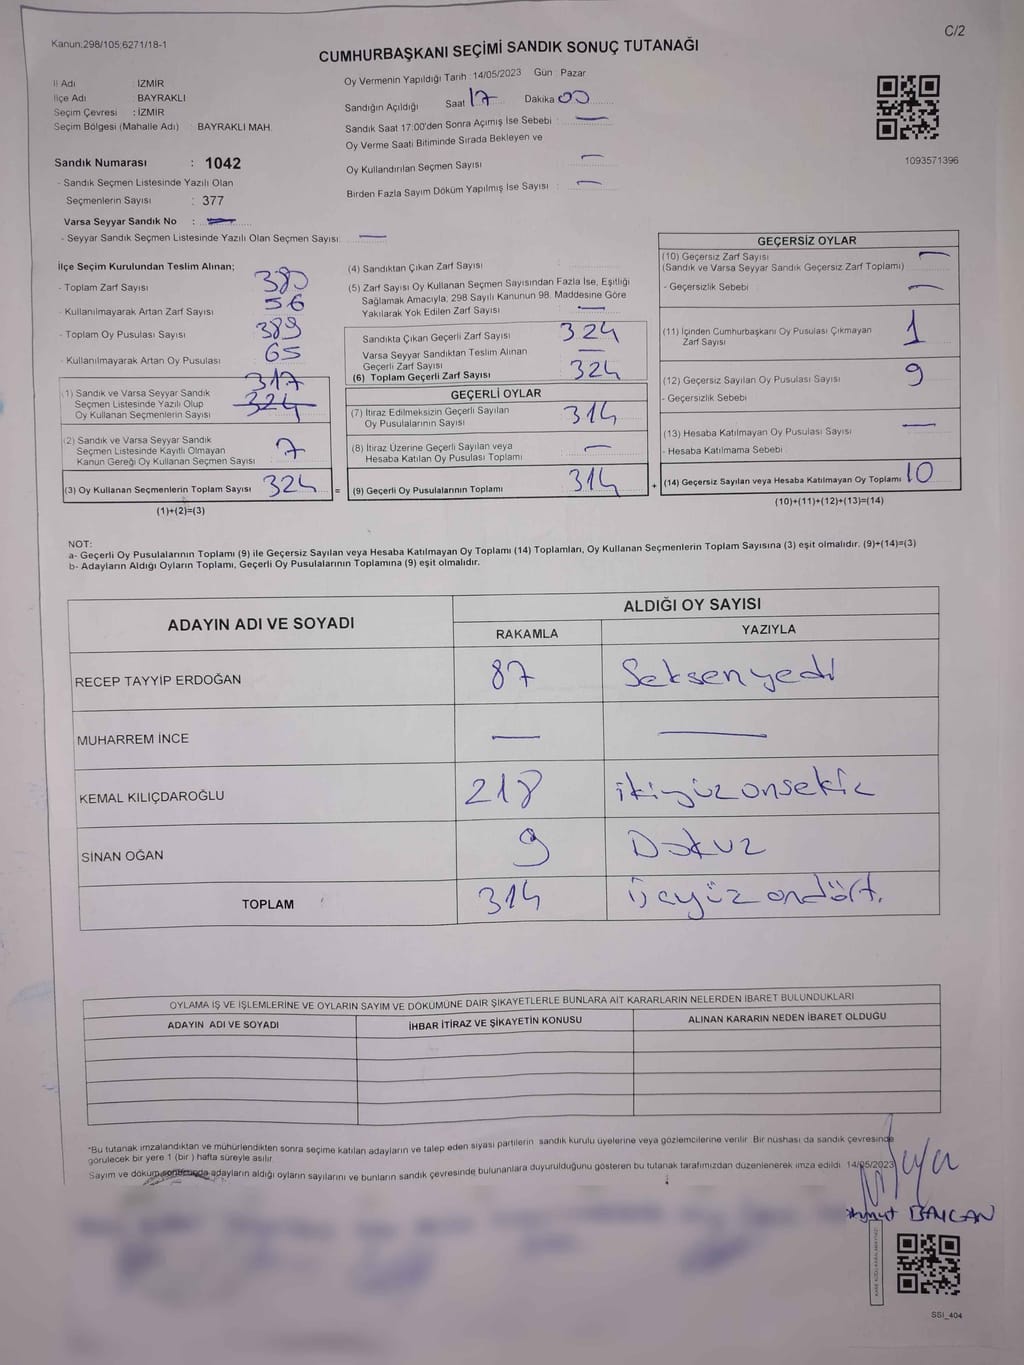 Kanun:298/105;6271/18-1
C/2
CUMHURBAŞKANI SEÇİMİ SANDIK SONUÇ TUTANAĞI
İl Adı : İZMİR
İlçe Adı : BAYRAKLI
Seçim Çevresi : İZMİR
Seçim Bölgesi (Mahalle Adı) : BAYRAKLI MAH.
Sandık Numarası : 1042
- Sandık Seçmen Listesinde Yazılı Olan
Seçmenlerin Sayısı : 377
Varsa Seyyar Sandık No :
- Seyyar Sandık Seçmen Listesinde Yazılı Olan Seçmen Sayısı: —
Oy Vermenin Yapıldığı Tarih : 14/05/2023 Gün : Pazar
Sandığın Açıldığı Saat 17 Dakika 00
Sandık Saat 17:00'den Sonra Açımış İse Sebebi : —
Oy Verme Saati Bitiminde Sırada Bekleyen ve
Oy Kullandırılan Seçmen Sayısı —
Birden Fazla Sayım Döküm Yapılmış İse Sayısı : —
1093571396
İlçe Seçim Kurulundan Teslim Alınan;
- Toplam Zarf Sayısı 380
- Kullanılmayarak Artan Zarf Sayısı 56
- Toplam Oy Pusulası Sayısı 389
- Kullanılmayarak Artan Oy Pusulası 65
317
(1) Sandık ve Varsa Seyyar Sandık
Seçmen Listesinde Yazılı Olup 324
Oy Kullanan Seçmenlerin Sayısı
(2) Sandık ve Varsa Seyyar Sandık
Seçmen Listesinde Kayıtlı Olmayan 7
Kanun Gereği Oy Kullanan Seçmen Sayısı
(3) Oy Kullanan Seçmenlerin Toplam Sayısı 324 =
(1)+(2)=(3)
(4) Sandıktan Çıkan Zarf Sayısı
(5) Zarf Sayısı Oy Kullanan Seçmen Sayısından Fazla İse, Eşitliği
Sağlamak Amacıyla, 298 Sayılı Kanunun 98. Maddesine Göre
Yakılarak Yok Edilen Zarf Sayısı —
Sandıkta Çıkan Geçerli Zarf Sayısı 324
Varsa Seyyar Sandıktan Teslim Alınan
Geçerli Zarf Sayısı —
(6) Toplam Geçerli Zarf Sayısı 324
GEÇERLİ OYLAR
(7) İtiraz Edilmeksizin Geçerli Sayılan
Oy Pusulalarının Sayısı 314
(8) İtiraz Üzerine Geçerli Sayılan veya
Hesaba Katılan Oy Pusulası Toplamı —
(9) Geçerli Oy Pusulalarının Toplamı 314 +
GEÇERSİZ OYLAR
(10) Geçersiz Zarf Sayısı —
(Sandık ve Varsa Seyyar Sandık Geçersiz Zarf Toplamı)
- Geçersizlik Sebebi —
(11) İçinden Cumhurbaşkanı Oy Pusulası Çıkmayan
Zarf Sayısı 1
(12) Geçersiz Sayılan Oy Pusulası Sayısı 9
- Geçersizlik Sebebi
(13) Hesaba Katılmayan Oy Pusulası Sayısı —
- Hesaba Katılmama Sebebi
(14) Geçersiz Sayılan veya Hesaba Katılmayan Oy Toplamı 10
(10)+(11)+(12)+(13)=(14)
NOT:
a- Geçerli Oy Pusulalarının Toplamı (9) ile Geçersiz Sayılan veya Hesaba Katılmayan Oy Toplamı (14) Toplamları, Oy Kullanan Seçmenlerin Toplam Sayısına (3) eşit olmalıdır. (9)+(14)=(3)
b- Adayların Aldığı Oyların Toplamı, Geçerli Oy Pusulalarının Toplamına (9) eşit olmalıdır.
ADAYIN ADI VE SOYADI
ALDIĞI OY SAYISI
RAKAMLA YAZIYLA
RECEP TAYYİP ERDOĞAN 87 Seksenyedi
MUHARREM İNCE — —
KEMAL KILIÇDAROĞLU 218 ikiyüzonsekiz
SİNAN OĞAN 9 Dokuz
TOPLAM 314 Üçyüzondört.
OYLAMA İŞ VE İŞLEMLERİNE VE OYLARIN SAYIM VE DÖKÜMÜNE DAİR ŞİKAYETLERLE BUNLARA AİT KARARLARIN NELERDEN İBARET BULUNDUKLARI
ADAYIN ADI VE SOYADI İHBAR İTİRAZ VE ŞİKAYETİN KONUSU ALINAN KARARIN NEDEN İBARET OLDUĞU
*Bu tutanak imzalandıktan ve mühürlendikten sonra seçime katılan adayların ve talep eden siyasi partilerin sandık kurulu üyelerine veya gözlemcilerine verilir. Bir nüshası da sandık çevresinde
görülecek bir yere 1 (bir ) hafta süreyle asılır.
Sayım ve döküm sonucunda adayların aldığı oyların sayılarını ve bunların sandık çevresinde bulunanlara duyurulduğunu gösteren bu tutanak tarafımızdan düzenlenerek imza edildi. 14/05/2023
SSI_404